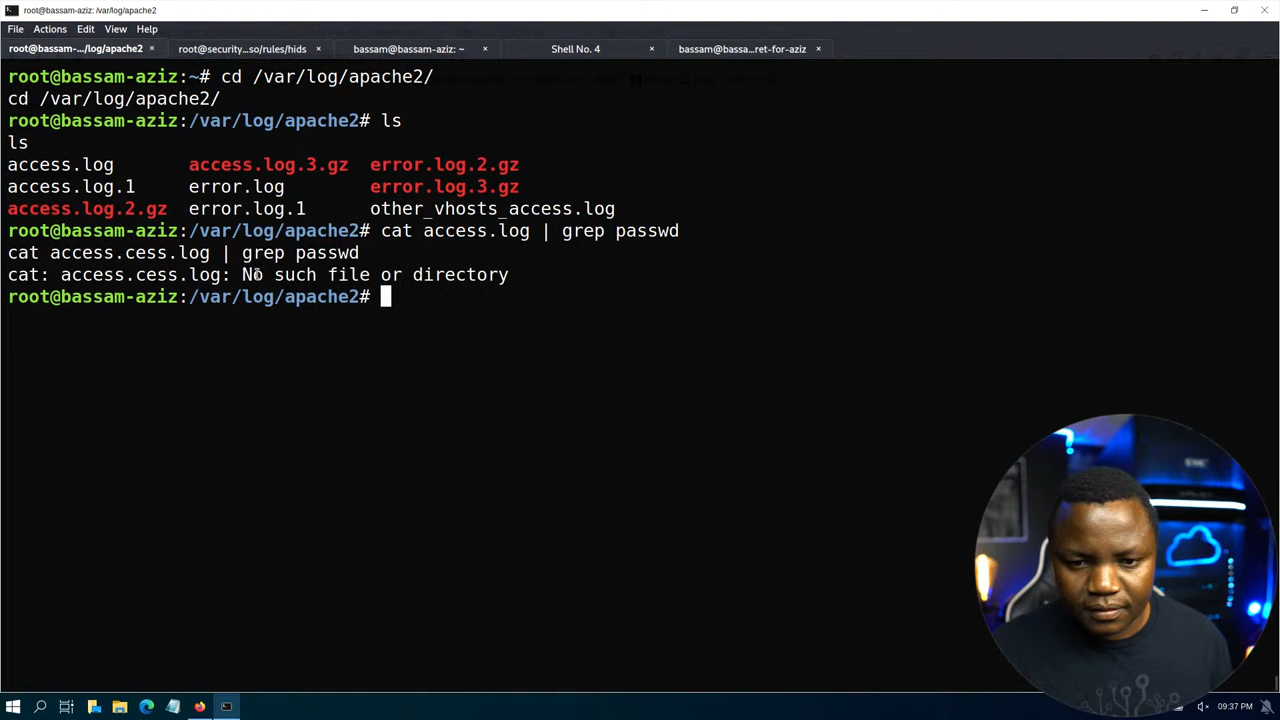 root@bassam-aziz: /var/log/apache2
File Actions Edit View Help
root@bassam-.../log/apache2 × root@security...so/rules/hids × bassam@bassam-aziz: ~ × Shell No. 4 × bassam@bassa...ret-for-aziz ×
root@bassam-aziz:~# cd /var/log/apache2/
cd /var/log/apache2/
root@bassam-aziz:/var/log/apache2# ls
ls
access.log access.log.3.gz error.log.2.gz
access.log.1 error.log error.log.3.gz
access.log.2.gz error.log.1 other_vhosts_access.log
root@bassam-aziz:/var/log/apache2# cat access.log | grep passwd
cat access.cess.log | grep passwd
cat: access.cess.log: No such file or directory
root@bassam-aziz:/var/log/apache2#
09:37 PM